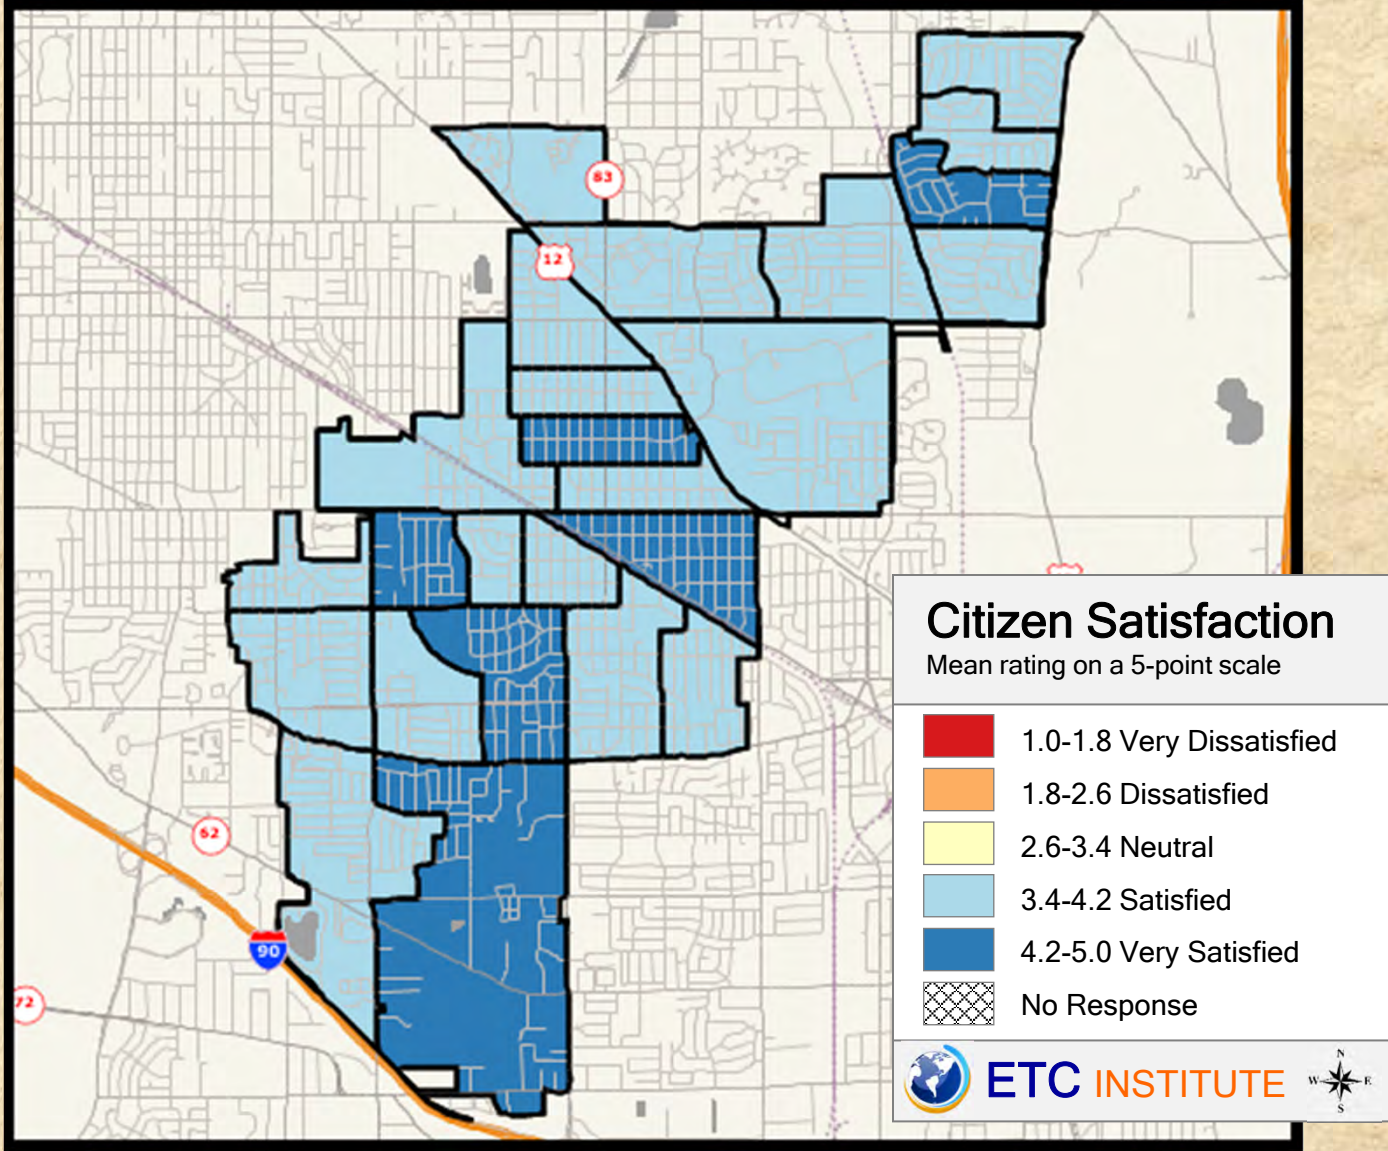 83
12
62
90
72
Citizen Satisfaction
Mean rating on a 5-point scale
1.0-1.8 Very Dissatisfied
1.8-2.6 Dissatisfied
2.6-3.4 Neutral
3.4-4.2 Satisfied
4.2-5.0 Very Satisfied
No Response
ETC INSTITUTE
N
W E
S